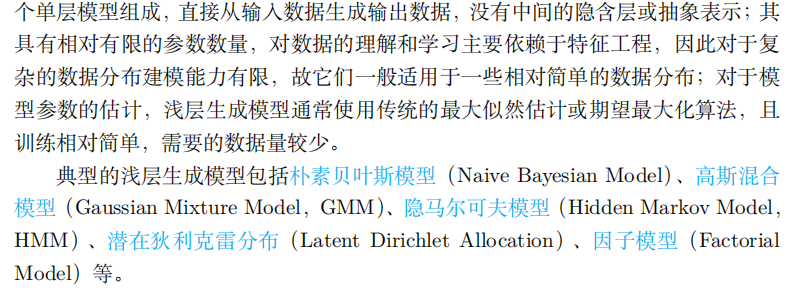 个单层模型组成，直接从输入数据生成输出数据，没有中间的隐含层或抽象表示；其
具有相对有限的参数数量，对数据的理解和学习主要依赖于特征工程，因此对于复
杂的数据分布建模能力有限，故它们一般适用于一些相对简单的数据分布；对于模
型参数的估计，浅层生成模型通常使用传统的最大似然估计或期望最大化算法，且
训练相对简单，需要的数据量较少。
典型的浅层生成模型包括朴素贝叶斯模型（Naive Bayesian Model）、高斯混合
模型（Gaussian Mixture Model，GMM）、隐马尔可夫模型（Hidden Markov Model，
HMM）、潜在狄利克雷分布（Latent Dirichlet Allocation）、因子模型（Factorial
Model）等。